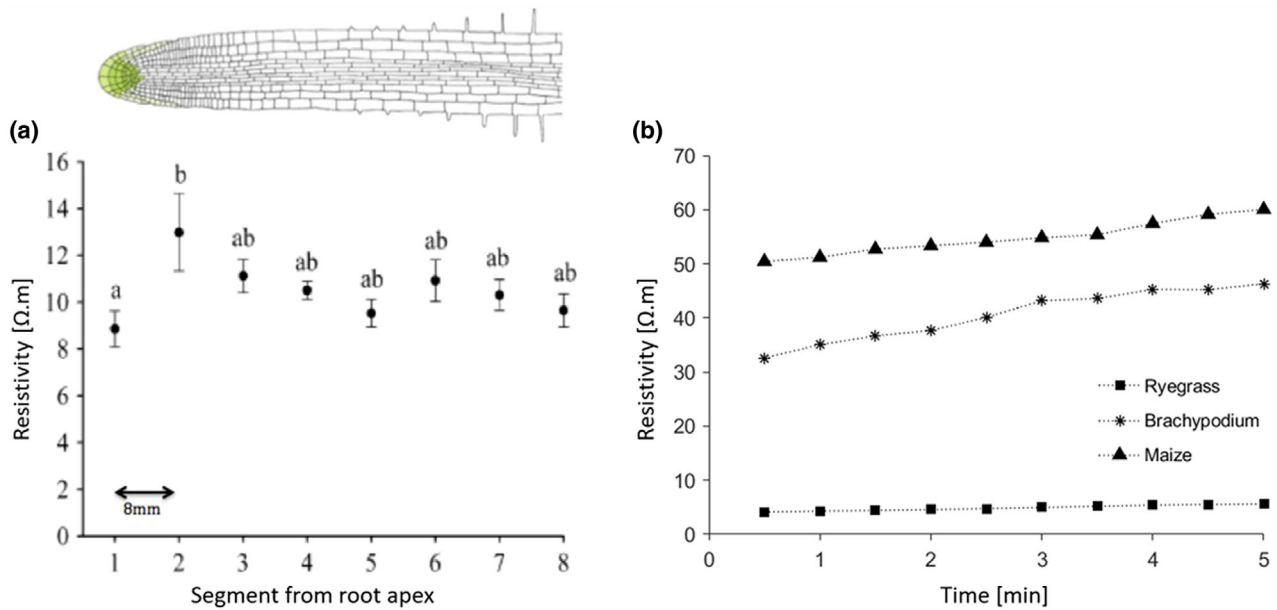 (a)
16
14
12
10
8
6
4
2
0
Resistivity [Ω.m]
a
b
ab
ab
ab
ab
ab
ab
8mm
1 2 3 4 5 6 7 8
Segment from root apex
(b)
70
60
50
40
30
20
10
0
Resistivity [Ω.m]
Ryegrass
Brachypodium
Maize
0 1 2 3 4 5
Time [min]